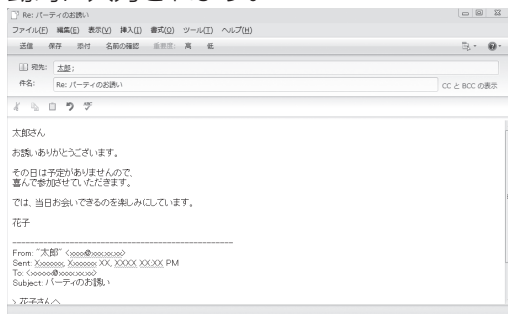 Re: パーティのお誘い
ファイル(F) 編集(E) 表示(V) 挿入(I) 書式(O) ツール(T) ヘルプ(H)
送信 保存 添付 名前の確認 重要度: 高 低
宛先: 太郎;
件名: Re: パーティのお誘い CC と BCC の表示
太郎さん
お誘いありがとうございます。
その日は予定がありませんので、
喜んで参加させていただきます。
では、当日お会いできるのを楽しみにしています。
花子
From: "太郎"
Sent: XX, XXXX XX:XX PM
To:
Subject: パーティのお誘い
> 花子さんへ